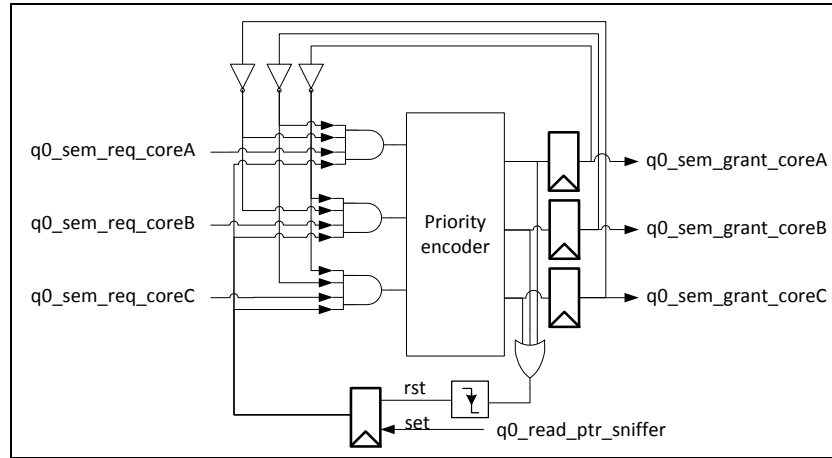 q0_sem_req_coreA
q0_sem_req_coreB
q0_sem_req_coreC
Priority
encoder
q0_sem_grant_coreA
q0_sem_grant_coreB
q0_sem_grant_coreC
rst
set
q0_read_ptr_sniffer